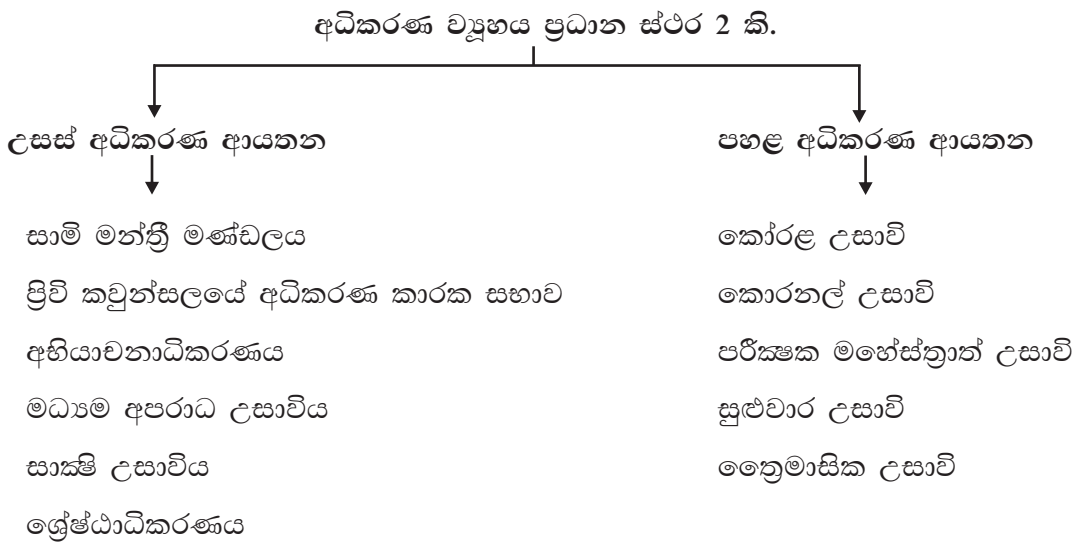 අධිකරණ ව්‍යූහය ප්‍රධාන ස්ථර 2 කි.
උසස් අධිකරණ ආයතන
පහළ අධිකරණ ආයතන
සාමි මන්ත්‍රී මණ්ඩලය
ප්‍රිවි කවුන්සලයේ අධිකරණ කාරක සභාව
අභියාචනාධිකරණය
මධ්‍යම අපරාධ උසාවිය
සාක්‍ෂි උසාවිය
ශ්‍රේෂ්ඨාධිකරණය
කෝරළ උසාවි
කොරනල් උසාවි
පරීක්‍ෂක මහේස්ත්‍රාත් උසාවි
සුළුවාර උසාවි
ත්‍රෛමාසික උසාවි